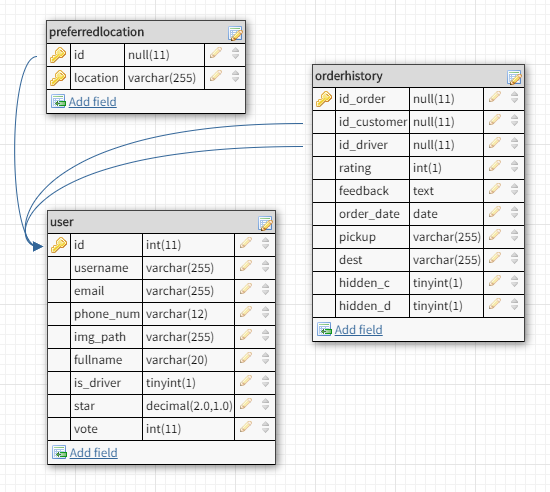 preferredlocation
id null(11)
location varchar(255)
Add field
orderhistory
id_order null(11)
id_customer null(11)
id_driver null(11)
rating int(1)
feedback text
order_date date
pickup varchar(255)
dest varchar(255)
hidden_c tinyint(1)
hidden_d tinyint(1)
Add field
user
id int(11)
username varchar(255)
email varchar(255)
phone_num varchar(12)
img_path varchar(255)
fullname varchar(20)
is_driver tinyint(1)
star decimal(2.0,1.0)
vote int(11)
Add field